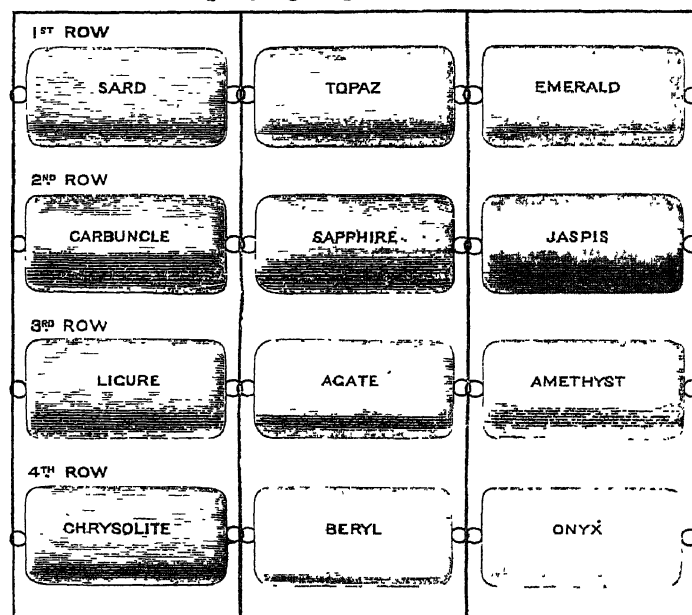 1ST ROW
SARD TOPAZ EMERALD
2ND ROW
CARBUNCLE SAPPHIRE JASPIS
3RD ROW
LIGURE AGATE AMETHYST
4TH ROW
CHRYSOLITE BERYL ONYX